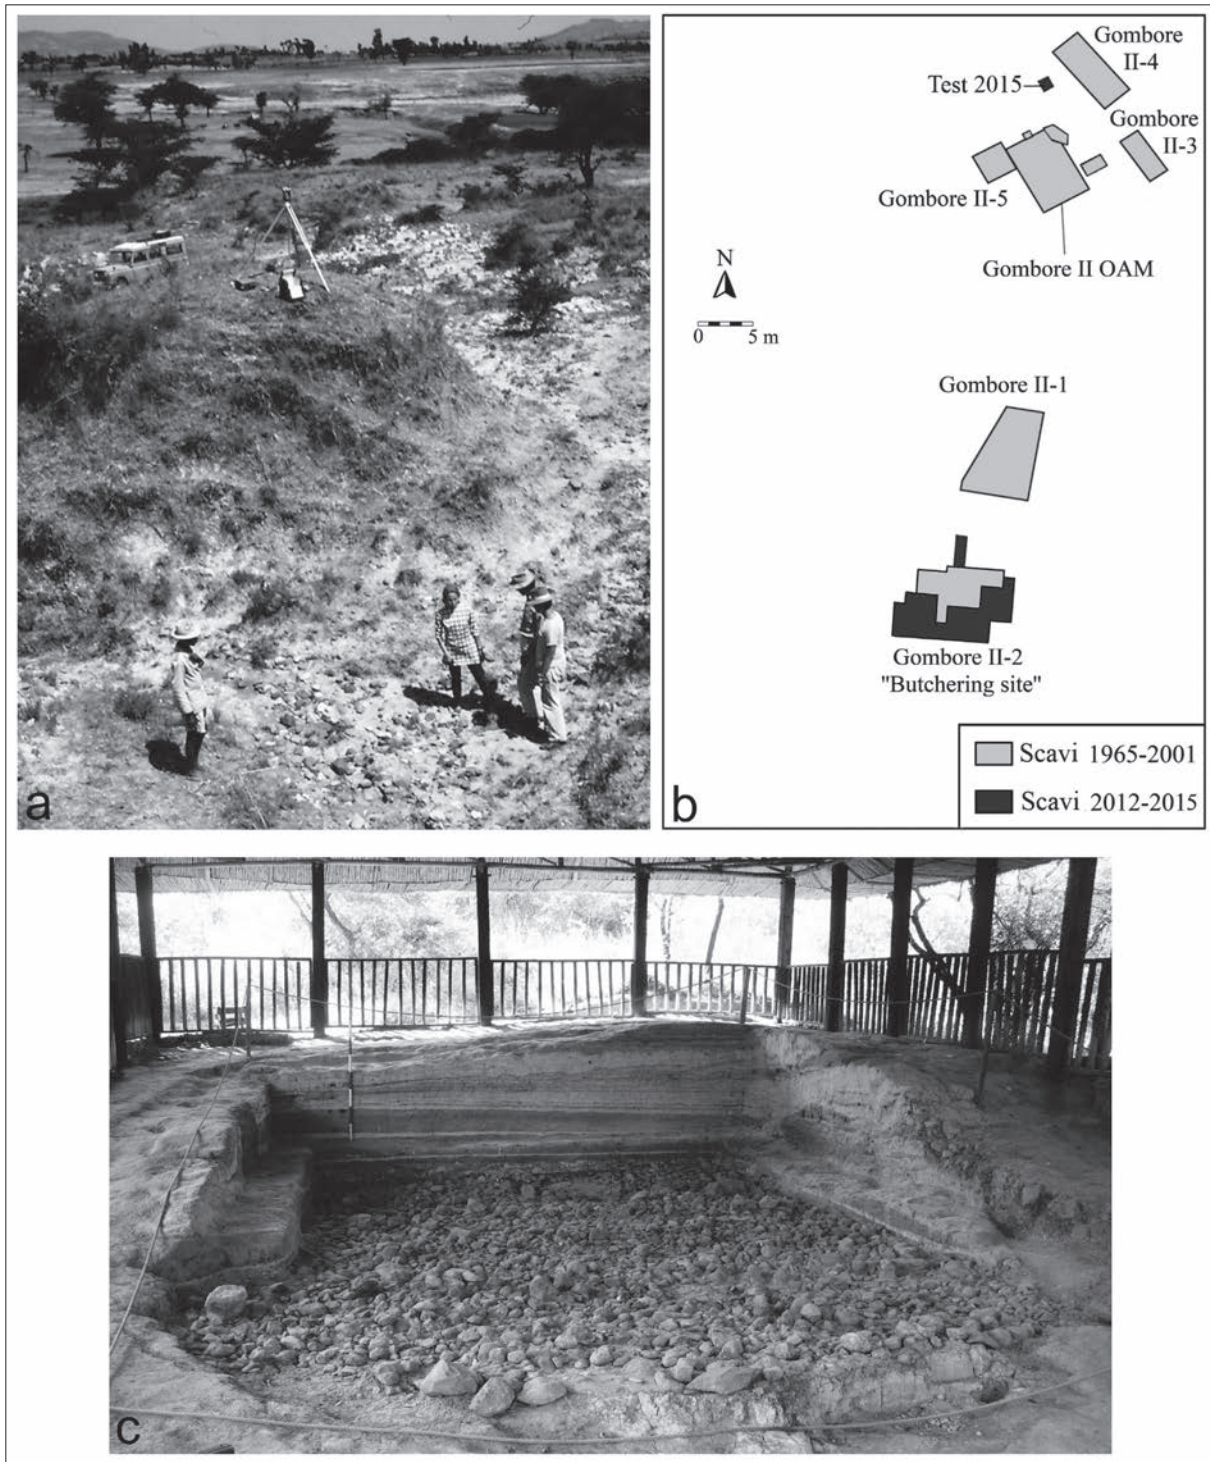 a
Gombore
II-4
Test 2015
Gombore
II-3
Gombore II-5
Gombore II OAM
N
0 5 m
Gombore II-1
Gombore II-2
"Butchering site"
Scavi 1965-2001
Scavi 2012-2015
b
c